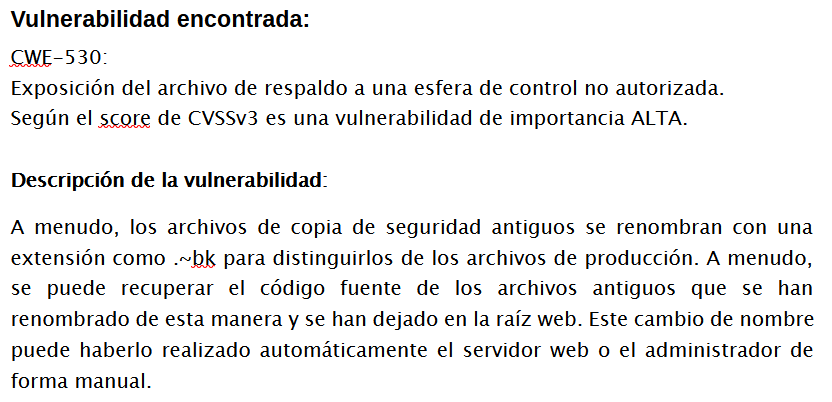 Vulnerabilidad encontrada:
CWE-530:
Exposición del archivo de respaldo a una esfera de control no autorizada.
Según el score de CVSSv3 es una vulnerabilidad de importancia ALTA.
Descripción de la vulnerabilidad:
A menudo, los archivos de copia de seguridad antiguos se renombran con una
extensión como .~bk para distinguirlos de los archivos de producción. A menudo,
se puede recuperar el código fuente de los archivos antiguos que se han
renombrado de esta manera y se han dejado en la raíz web. Este cambio de nombre
puede haberlo realizado automáticamente el servidor web o el administrador de
forma manual.